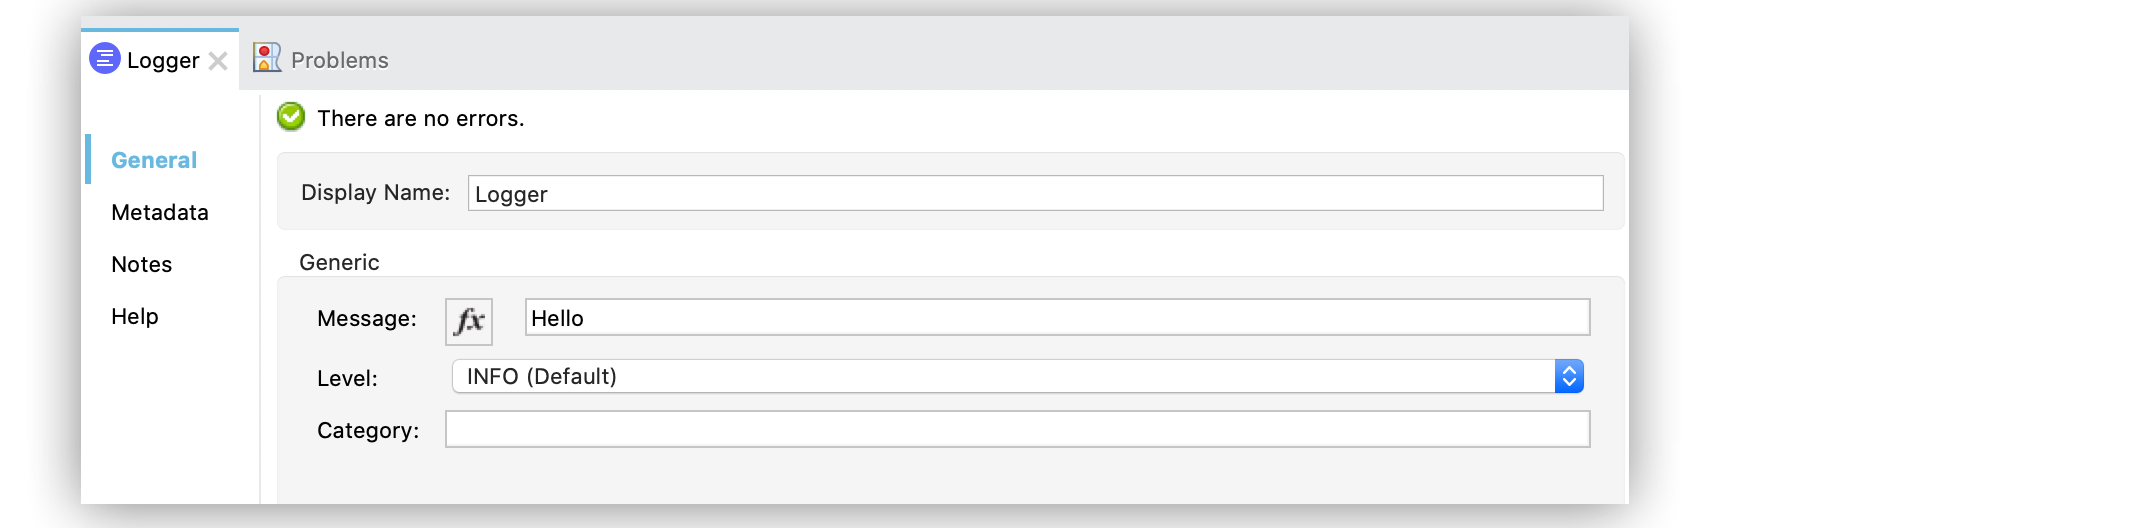 Logger
Problems
There are no errors.
General
Metadata
Notes
Help
Display Name: Logger
Generic
Message: fx Hello
Level: INFO (Default)
Category: